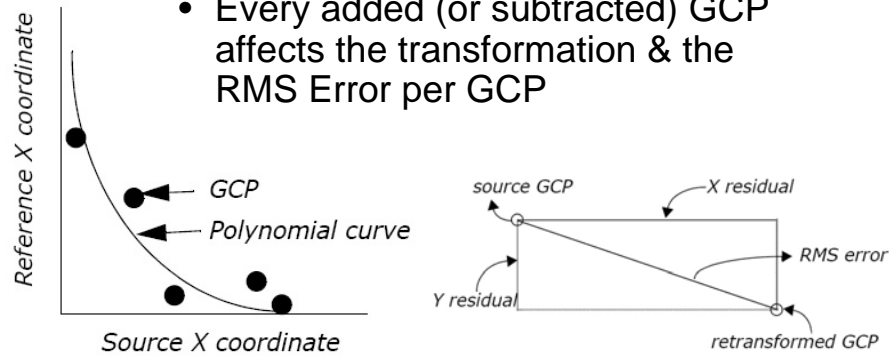 • Every added (or subtracted) GCP
affects the transformation & the
RMS Error per GCP
Reference X coordinate
GCP
Polynomial curve
Source X coordinate
source GCP
X residual
RMS error
Y residual
retransformed GCP